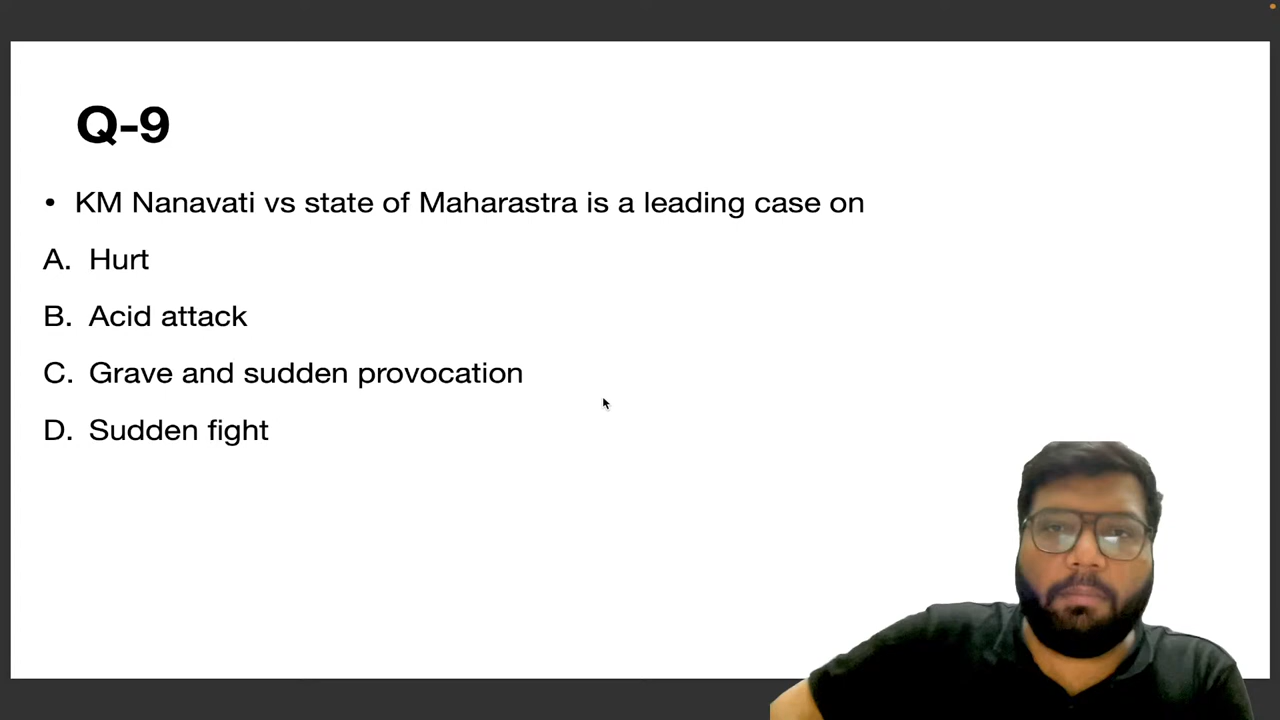 Q-9
• KM Nanavati vs state of Maharastra is a leading case on
A. Hurt
B. Acid attack
C. Grave and sudden provocation
D. Sudden fight